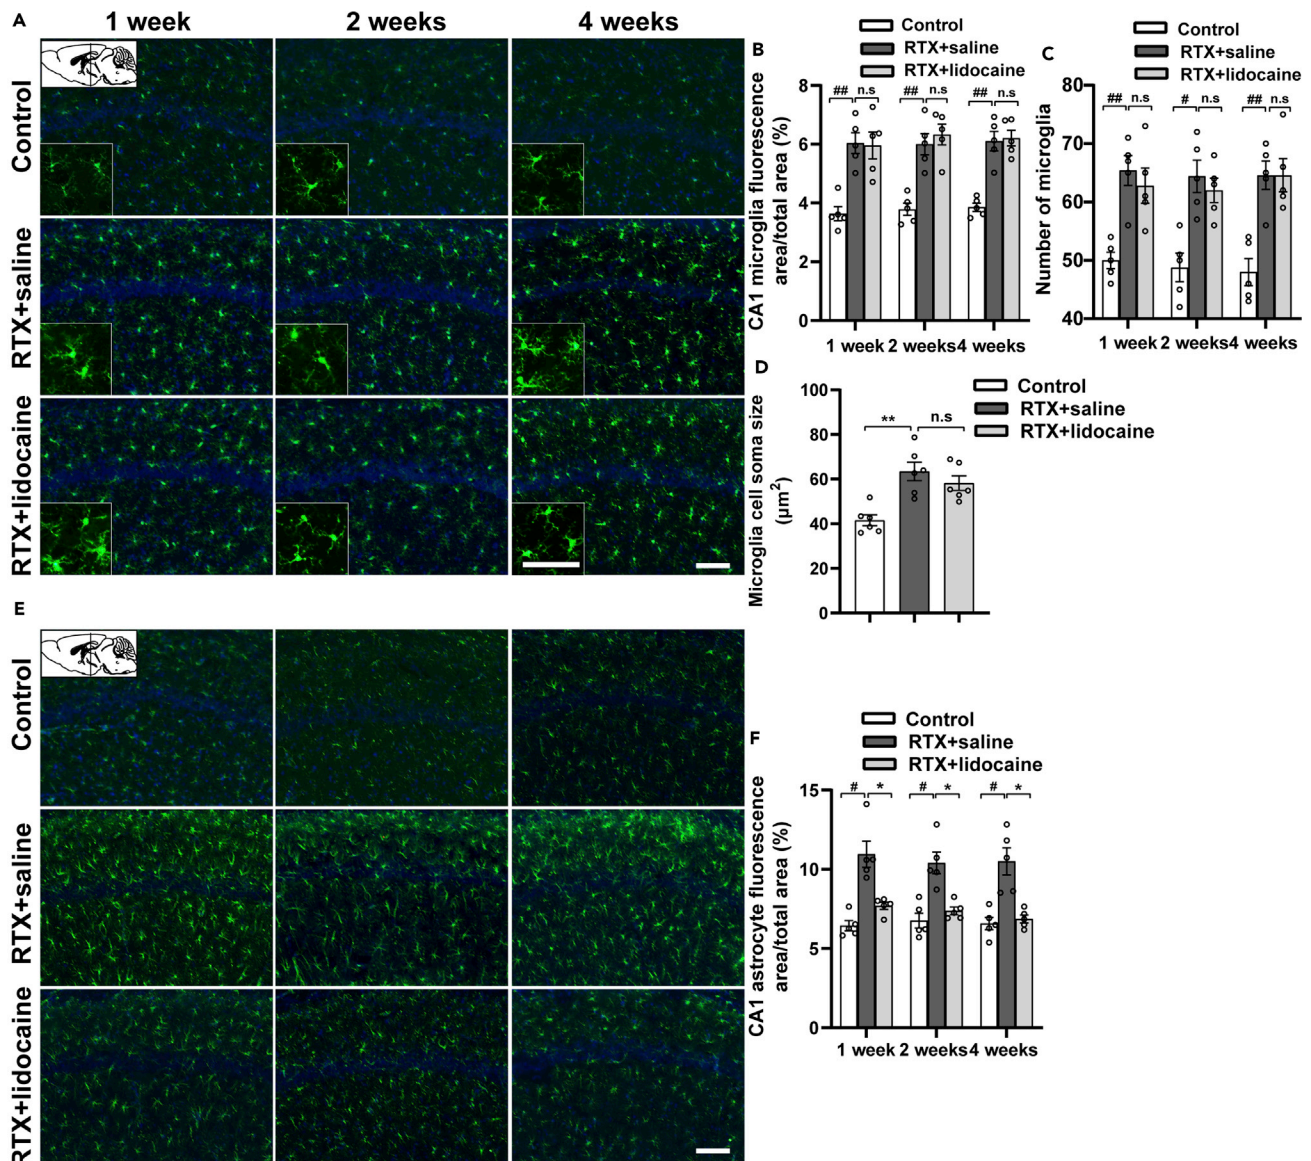 A
1 week
2 weeks
4 weeks
Control
RTX+saline
RTX+lidocaine
B
Control
RTX+saline
RTX+lidocaine
CA1 microglia fluorescence
area/total area (%)
8
6
4
2
0
## n.s
## n.s
## n.s
1 week 2 weeks 4 weeks
C
Control
RTX+saline
RTX+lidocaine
Number of microglia
80
70
60
50
40
## n.s
# n.s
## n.s
1 week 2 weeks 4 weeks
D
Control
RTX+saline
RTX+lidocaine
Microglia cell soma size
(µm²)
100
80
60
40
20
0
** n.s
E
Control
RTX+saline
RTX+lidocaine
F
Control
RTX+saline
RTX+lidocaine
CA1 astrocyte fluorescence
area/total area (%)
15
10
5
0
# *
# *
# *
1 week 2 weeks 4 weeks